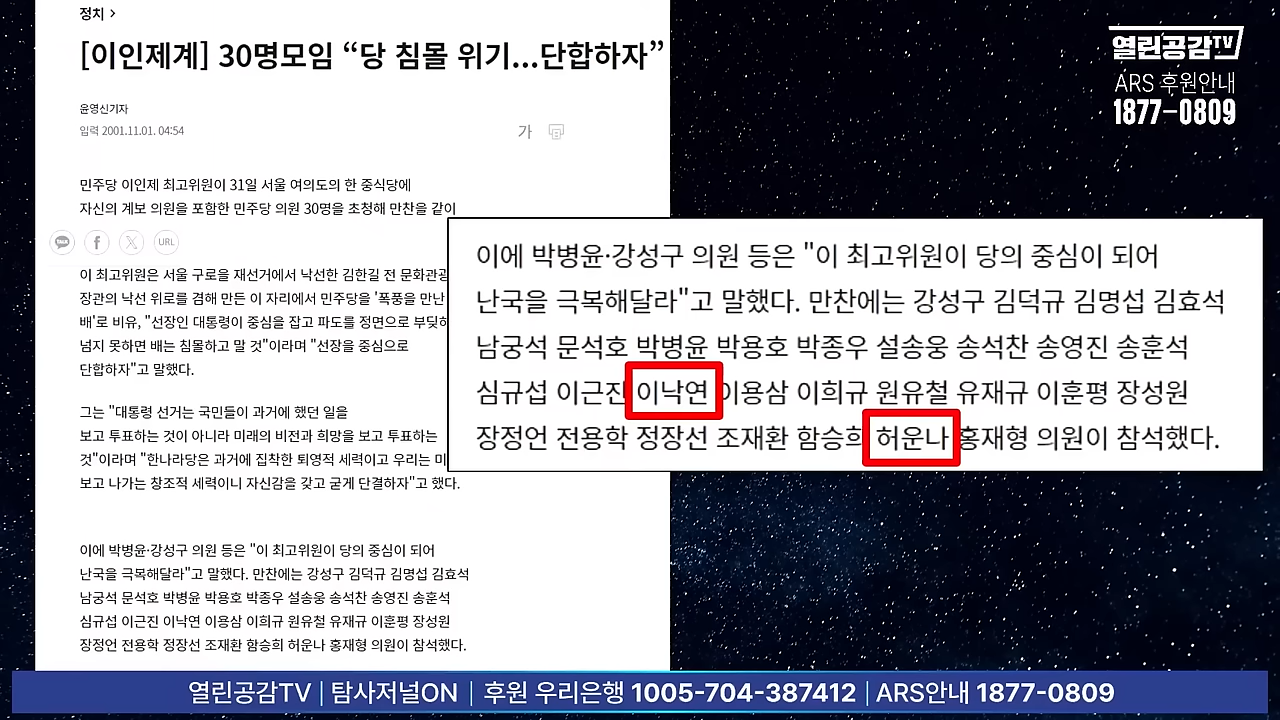 정치 >
[이인제계] 30명모임 “당 침몰 위기...단합하자”
윤영신기자
입력 2001.11.01. 04:54
가
민주당 이인제 최고위원이 31일 서울 여의도의 한 중식당에
자신의 계보 의원을 포함한 민주당 의원 30명을 초청해 만찬을 같이
TALK
f
X
URL
이 최고위원은 서울 구로을 재선거에서 낙선한 김한길 전 문화관광
장관의 낙선 위로를 겸해 만든 이 자리에서 민주당을 '폭풍을 만난
배'로 비유, "선장인 대통령이 중심을 잡고 파도를 정면으로 부딪혀
넘지 못하면 배는 침몰하고 말 것"이라며 "선장을 중심으로
단합하자"고 말했다.
그는 "대통령 선거는 국민들이 과거에 했던 일을
보고 투표하는 것이 아니라 미래의 비전과 희망을 보고 투표하는
것"이라며 "한나라당은 과거에 집착한 퇴영적 세력이고 우리는 미
보고 나가는 창조적 세력이니 자신감을 갖고 굳게 단결하자"고 했다.
이에 박병윤·강성구 의원 등은 "이 최고위원이 당의 중심이 되어
난국을 극복해달라"고 말했다. 만찬에는 강성구 김덕규 김명섭 김효석
남궁석 문석호 박병윤 박용호 박종우 설송웅 송석찬 송영진 송훈석
심규섭 이근진 이낙연 이용삼 이희규 원유철 유재규 이훈평 장성원
장정언 전용학 정장선 조재환 함승희 허운나 홍재형 의원이 참석했다.
이에 박병윤·강성구 의원 등은 "이 최고위원이 당의 중심이 되어
난국을 극복해달라"고 말했다. 만찬에는 강성구 김덕규 김명섭 김효석
남궁석 문석호 박병윤 박용호 박종우 설송웅 송석찬 송영진 송훈석
심규섭 이근진 이낙연 이용삼 이희규 원유철 유재규 이훈평 장성원
장정언 전용학 정장선 조재환 함승희 허운나 홍재형 의원이 참석했다.
열린공감TV
ARS 후원안내
1877-0809
열린공감TV | 탐사저널ON | 후원 우리은행 1005-704-387412 | ARS안내 1877-0809